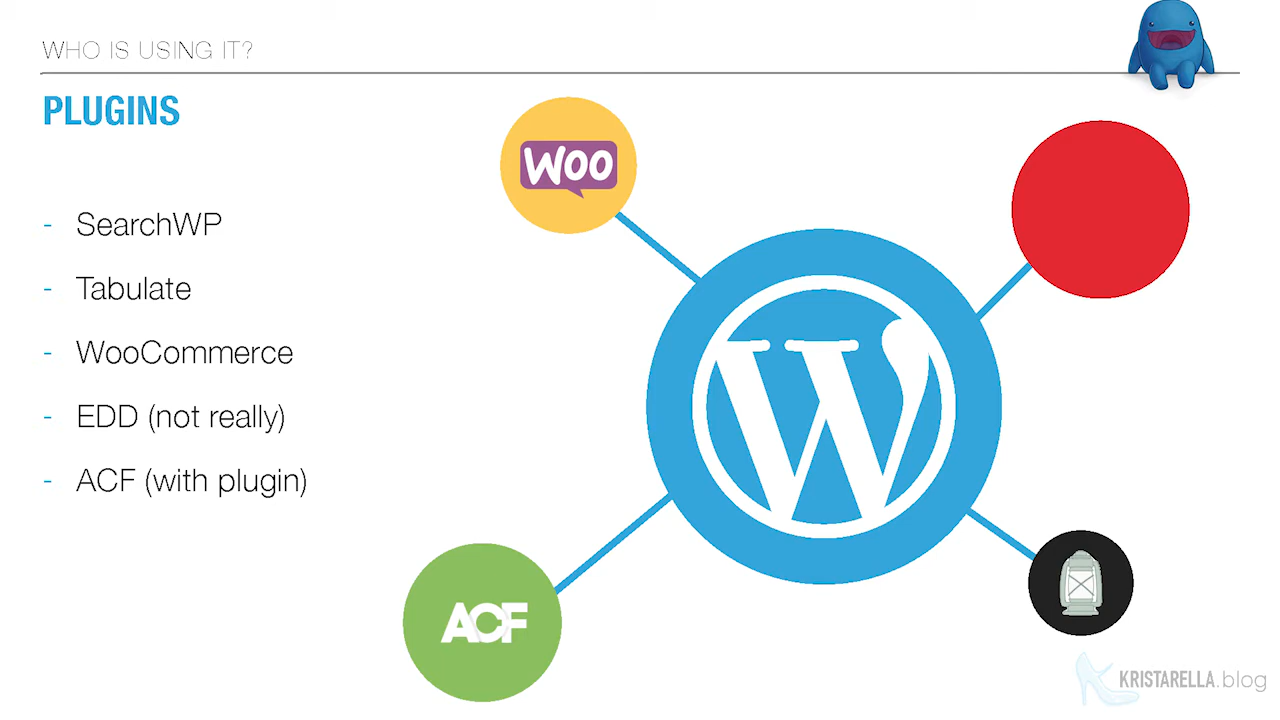 WHO IS USING IT?
PLUGINS
- SearchWP
- Tabulate
- WooCommerce
- EDD (not really)
- ACF (with plugin)
WOO
W
ACF
KRISTARELLA.blog